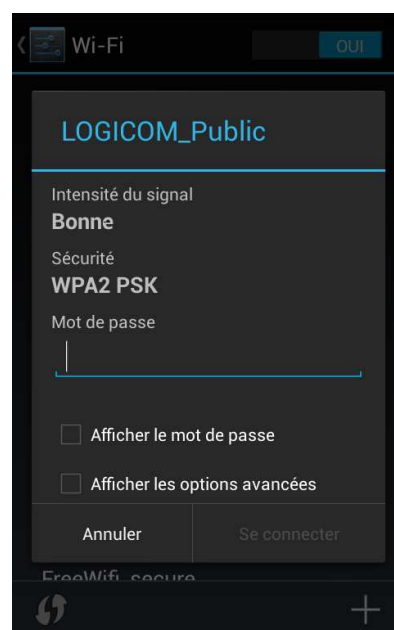 Wi-Fi
OUI
LOGICOM_Public
Intensité du signal
Bonne
Sécurité
WPA2 PSK
Mot de passe
Afficher le mot de passe
Afficher les options avancées
Annuler
Se connecter
FreeWifi_secure